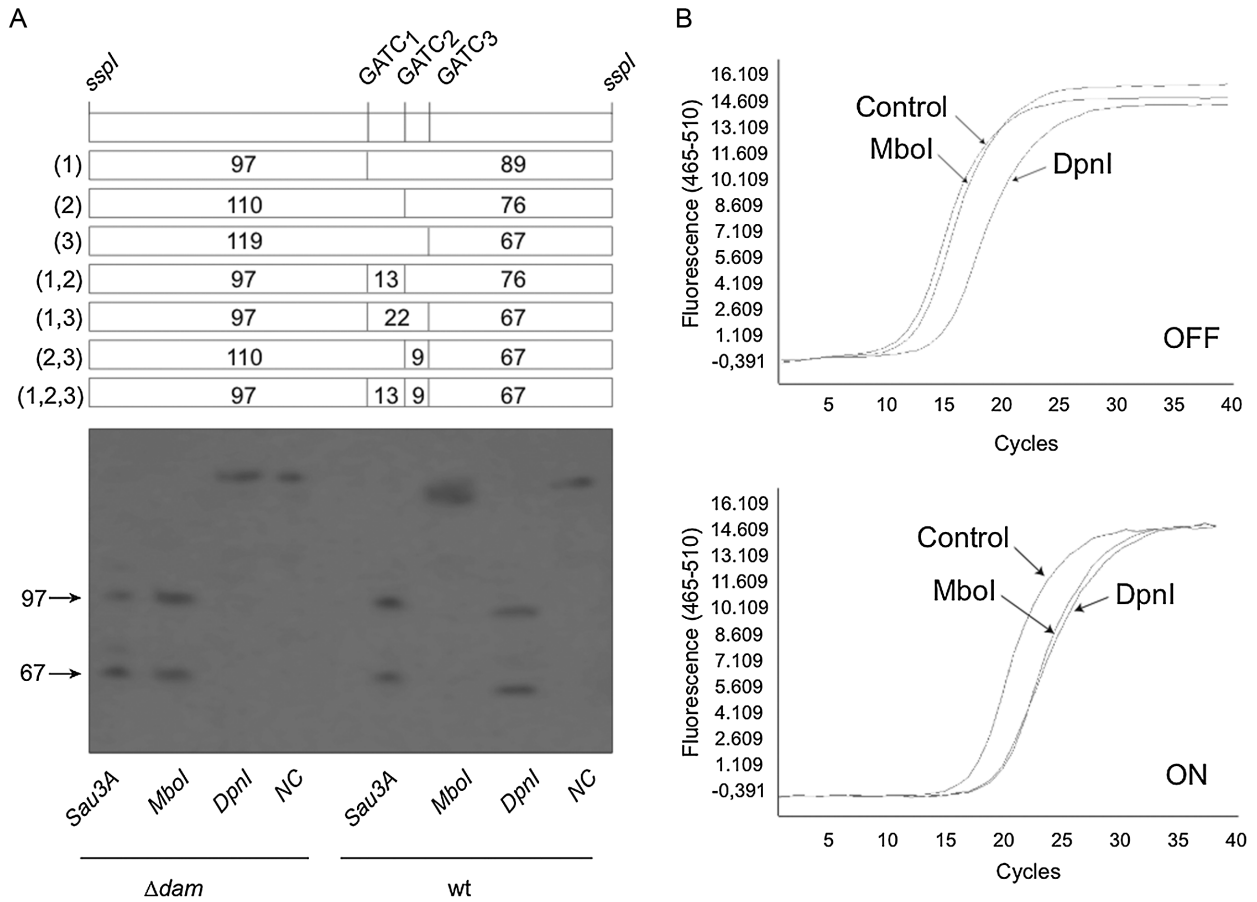 A
sspI GATC1 GATC2 GATC3 sspI
(1) 97 89
(2) 110 76
(3) 119 67
(1,2) 97 13 76
(1,3) 97 22 67
(2,3) 110 9 67
(1,2,3) 97 13 9 67
97
67
Sau3A MboI DpnI NC Sau3A MboI DpnI NC
Δdam wt
B
Fluorescence (465-510)
16.109
14.609
13.109
11.609
10.109
8.609
7.109
5.609
4.109
2.609
1.109
-0,391
Control
MboI
DpnI
OFF
5 10 15 20 25 30 35 40
Cycles
Fluorescence (465-510)
16.109
14.609
13.109
11.609
10.109
8.609
7.109
5.609
4.109
2.609
1.109
-0,391
Control
MboI
DpnI
ON
5 10 15 20 25 30 35 40
Cycles